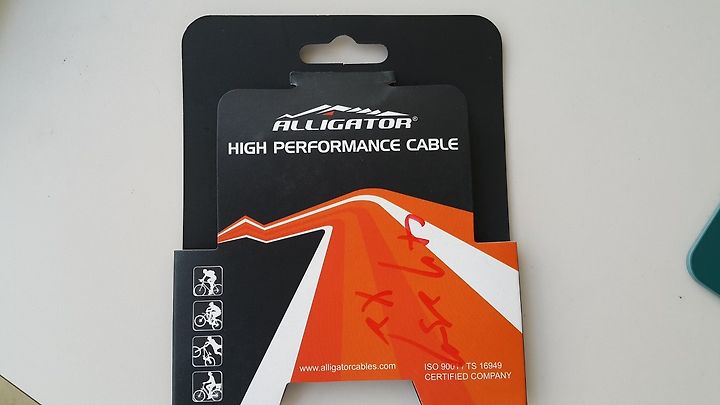 ALLIGATOR®
HIGH PERFORMANCE CABLE
www.alligatorcables.com
ISO 9001 / TS 16949
CERTIFIED COMPANY